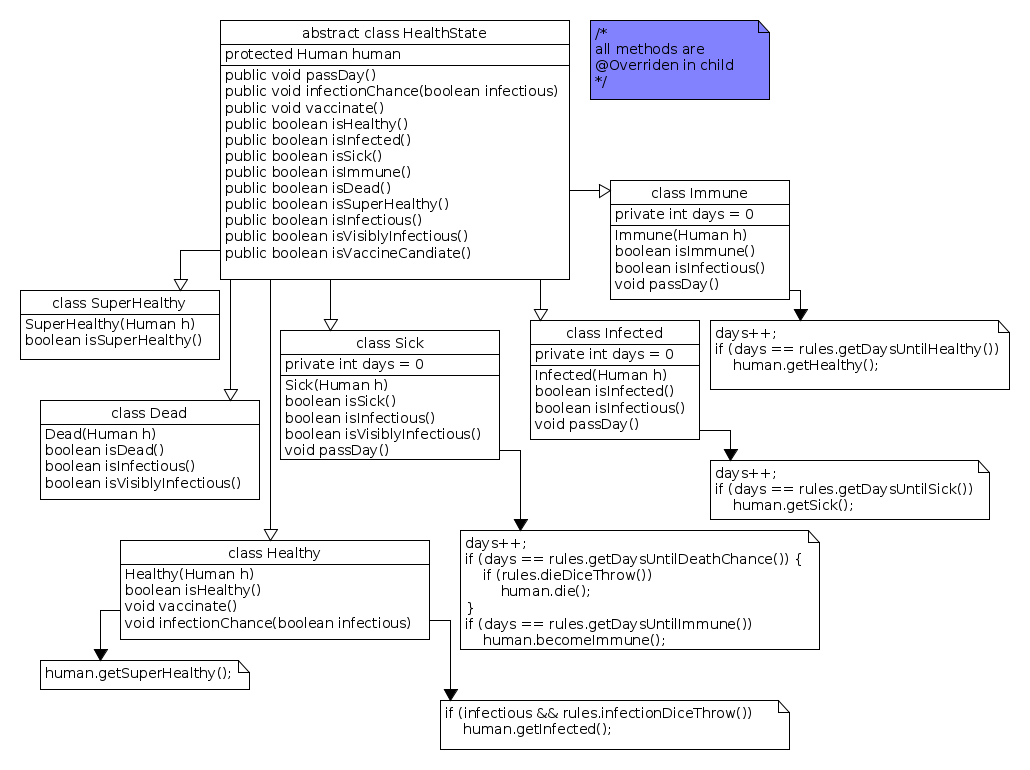 abstract class HealthState
protected Human human
public void passDay()
public void infectionChance(boolean infectious)
public void vaccinate()
public boolean isHealthy()
public boolean isInfected()
public boolean isSick()
public boolean isImmune()
public boolean isDead()
public boolean isSuperHealthy()
public boolean isInfectious()
public boolean isVisiblyInfectious()
public boolean isVaccineCandiate()
/*
all methods are
@Overriden in child
*/
class Immune
private int days = 0
Immune(Human h)
boolean isImmune()
boolean isInfectious()
void passDay()
class SuperHealthy
SuperHealthy(Human h)
boolean isSuperHealthy()
class Sick
private int days = 0
Sick(Human h)
boolean isSick()
boolean isInfectious()
boolean isVisiblyInfectious()
void passDay()
class Infected
private int days = 0
Infected(Human h)
boolean isInfected()
boolean isInfectious()
void passDay()
days++;
if (days == rules.getDaysUntilHealthy())
human.getHealthy();
class Dead
Dead(Human h)
boolean isDead()
boolean isInfectious()
boolean isVisiblyInfectious()
days++;
if (days == rules.getDaysUntilSick())
human.getSick();
class Healthy
Healthy(Human h)
boolean isHealthy()
void vaccinate()
void infectionChance(boolean infectious)
days++;
if (days == rules.getDaysUntilDeathChance()) {
if (rules.dieDiceThrow())
human.die();
}
if (days == rules.getDaysUntilImmune())
human.becomeImmune();
human.getSuperHealthy();
if (infectious && rules.infectionDiceThrow())
human.getInfected();